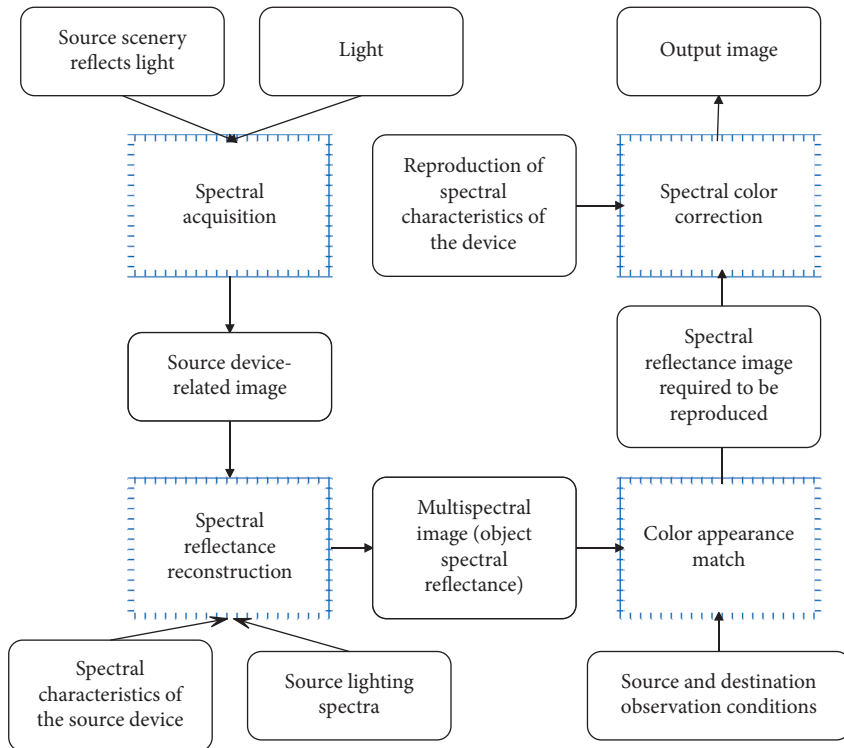 Source scenery
reflects light
Light
Output image
Spectral
acquisition
Reproduction of
spectral
characteristics of
the device
Spectral color
correction
Source device-
related image
Spectral
reflectance image
required to be
reproduced
Spectral
reflectance
reconstruction
Multispectral
image (object
spectral
reflectance)
Color appearance
match
Spectral
characteristics of
the source device
Source lighting
spectra
Source and destination
observation conditions